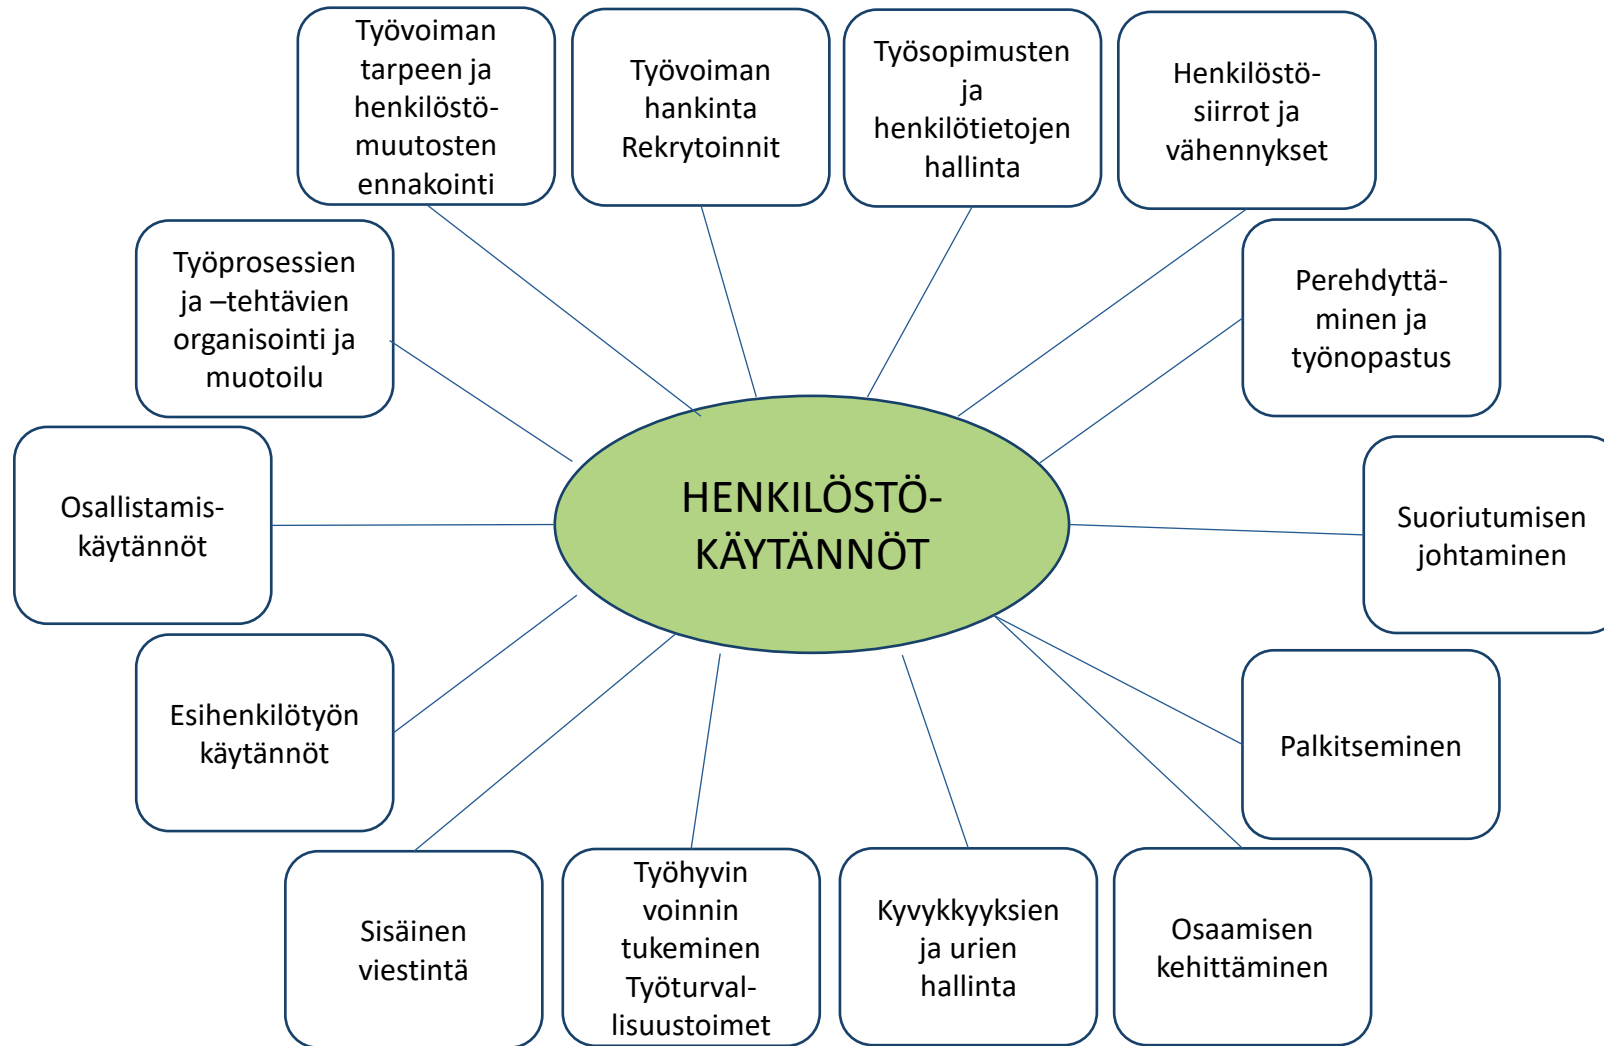 Työvoiman
tarpeen ja
henkilöstö-
muutosten
ennakointi
Työvoiman
hankinta
Rekrytoinnit
Työsopimusten
ja
henkilötietojen
hallinta
Henkilöstö-
siirrot ja
vähennykset
Työprosessien
ja –tehtävien
organisointi ja
muotoilu
Perehdyttä-
minen ja
työnopastus
Osallistamis-
käytännöt
HENKILÖSTÖ-
KÄYTÄNNÖT
Suoriutumisen
johtaminen
Esihenkilötyön
käytännöt
Palkitseminen
Sisäinen
viestintä
Työhyvin
voinnin
tukeminen
Työturval-
lisuustoimet
Kyvykkyyksien
ja urien
hallinta
Osaamisen
kehittäminen